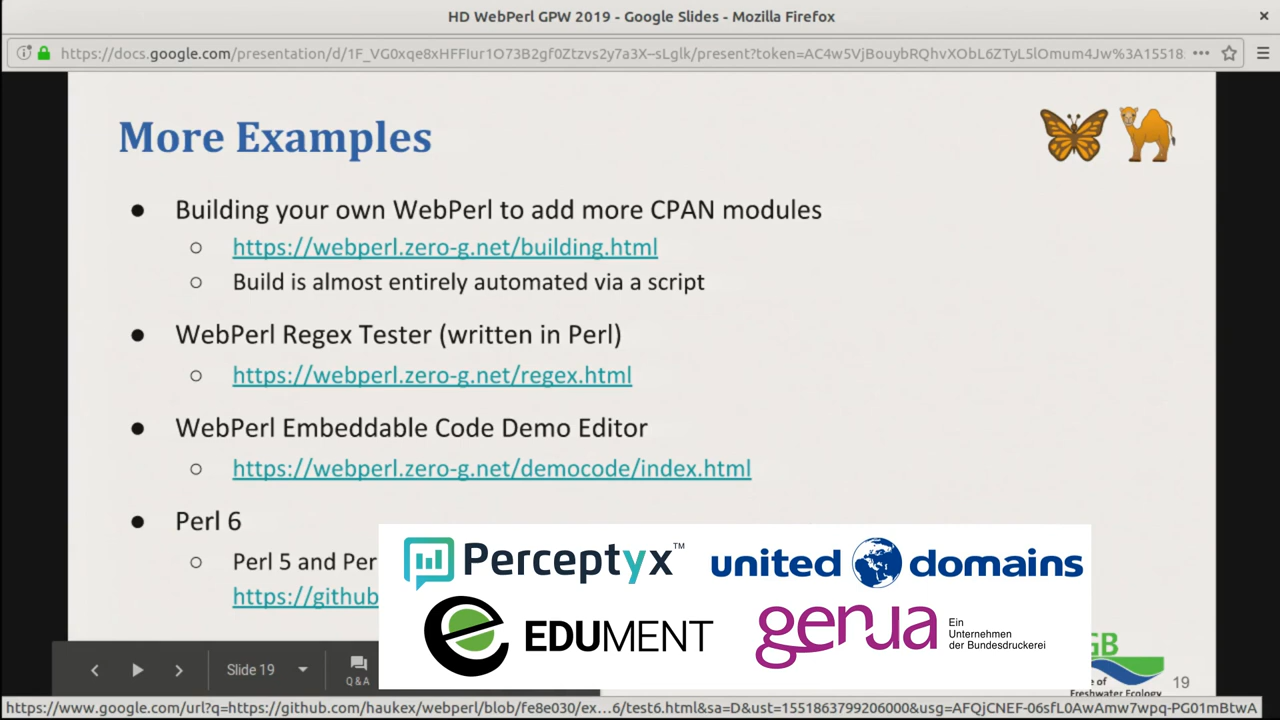 HD WebPerl GPW 2019 - Google Slides - Mozilla Firefox
https://docs.google.com/presentation/d/1F_VG0xqe8xHFFIur1O73B2gf0Ztzvs2y7a3X–sLglk/present?token=AC4w5VjBouybRQhvXObL6ZTyL5lOmum4Jw%3A15518
More Examples
● Building your own WebPerl to add more CPAN modules
○ https://webperl.zero-g.net/building.html
○ Build is almost entirely automated via a script
● WebPerl Regex Tester (written in Perl)
○ https://webperl.zero-g.net/regex.html
● WebPerl Embeddable Code Demo Editor
○ https://webperl.zero-g.net/democode/index.html
● Perl 6
○ Perl 5 and Per
https://github
Perceptyx™
united domains
EDUMENT
genua
Ein
Unternehmen
der Bundesdruckerei
Slide 19
Q & A
GB
e of
Freshwater Ecology
19
https://www.google.com/url?q=https://github.com/haukex/webperl/blob/fe8e030/ex…6/test6.html&sa=D&ust=1551863799206000&usg=AFQjCNEF-06sfL0AwAmw7wpq-PG01mBtwA